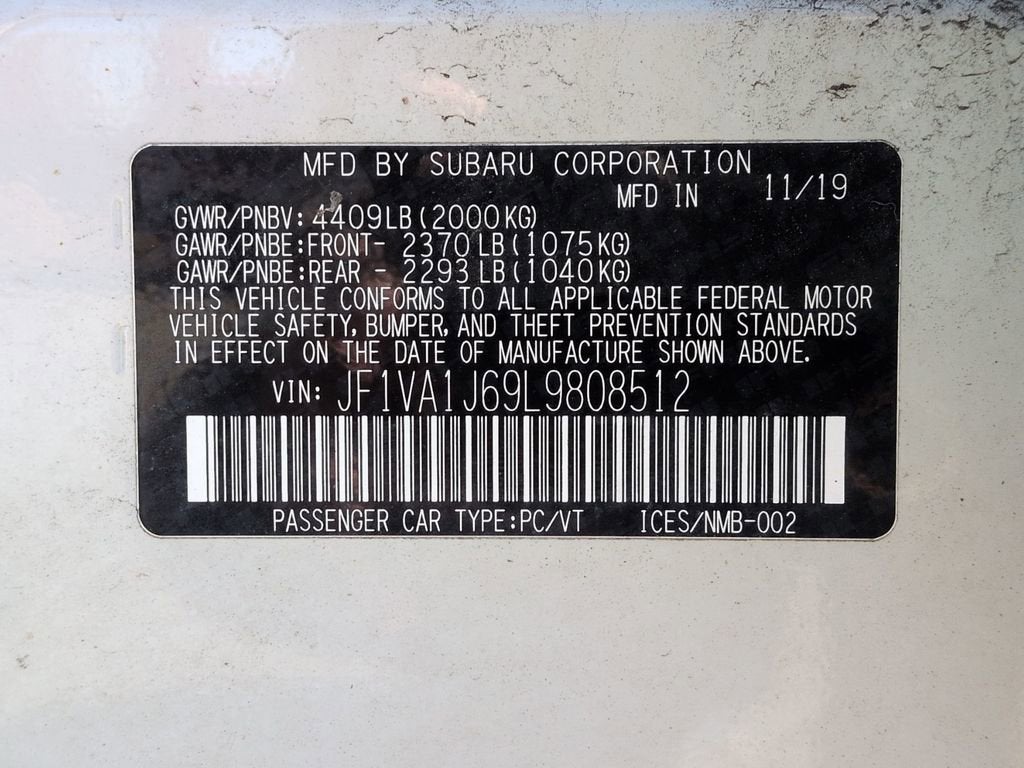 MFD BY SUBARU CORPORATION
MFD IN 11/19
GVWR/PNBV: 4409LB(2000KG)
GAWR/PNBE:FRONT- 2370LB(1075KG)
GAWR/PNBE:REAR - 2293LB(1040KG)
THIS VEHICLE CONFORMS TO ALL APPLICABLE FEDERAL MOTOR
VEHICLE SAFETY, BUMPER, AND THEFT PREVENTION STANDARDS
IN EFFECT ON THE DATE OF MANUFACTURE SHOWN ABOVE.
VIN: JF1VA1J69L9808512
PASSENGER CAR TYPE:PC/VT ICES/NMB-002